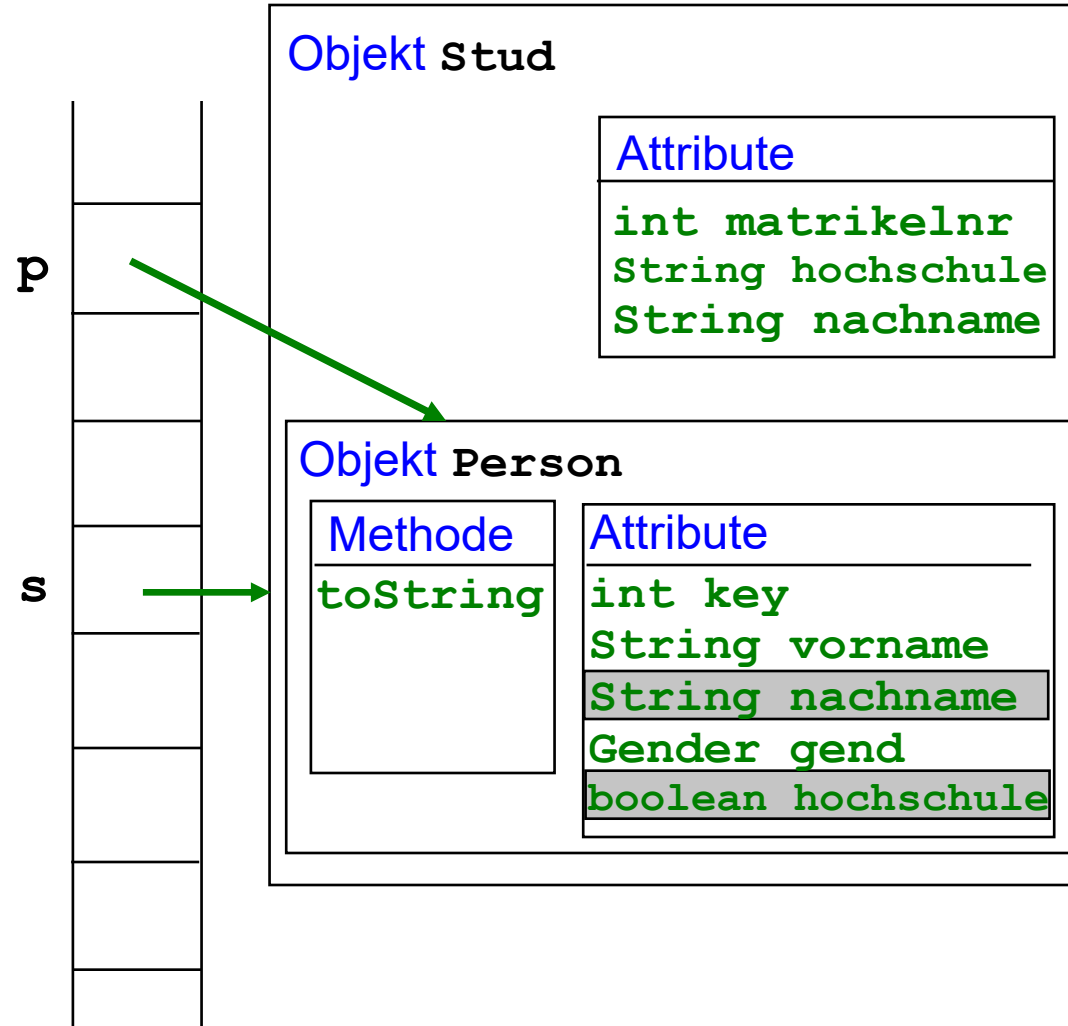 Objekt Stud
Attribute
int matrikelnr
String hochschule
String nachname
p
Objekt Person
Methode
toString
Attribute
int key
String vorname
String nachname
Gender gend
boolean hochschule
s